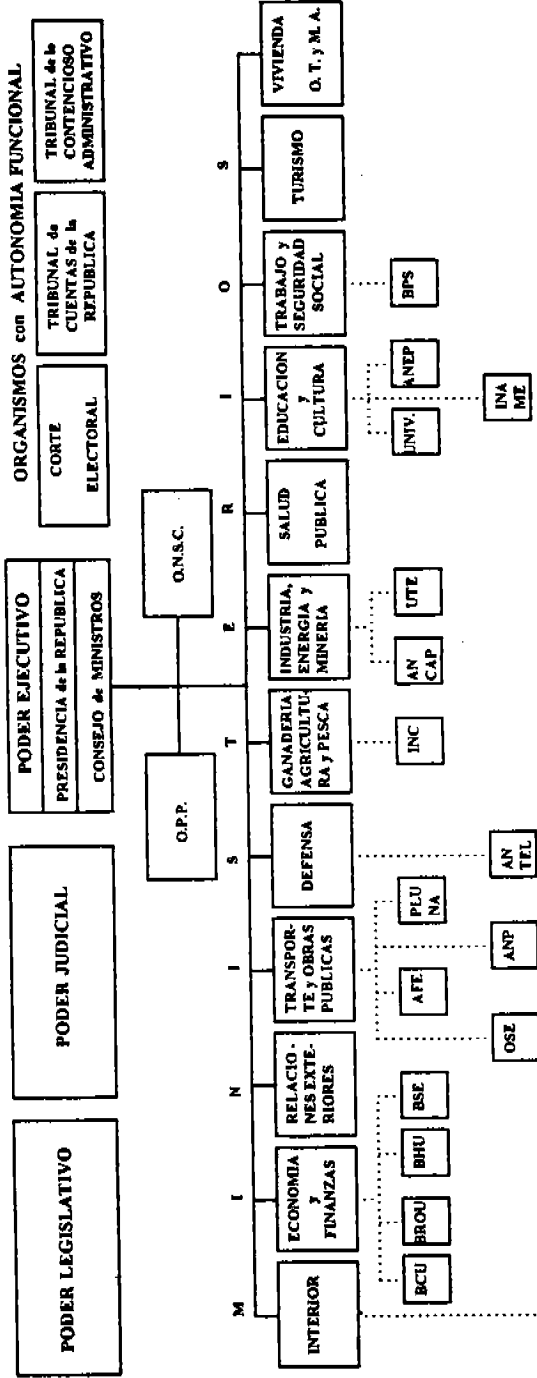 ORGANISMOS con AUTONOMIA FUNCIONAL
PODER LEGISLATIVO
PODER JUDICIAL
PODER EJECUTIVO
PRESIDENCIA de la REPUBLICA
CONSEJO de MINISTROS
CORTE
ELECTORAL
TRIBUNAL de
CUENTAS de la
REPUBLICA
TRIBUNAL de lo
CONTENCIOSO
ADMINISTRATIVO
O.P.P.
O.N.S.C.
M I N I S T E R I O S
INTERIOR
ECONOMIA
y
FINANZAS
RELACIO-
NES EXTE-
RIORES
TRANSPOR-
TE y OBRAS
PUBLICAS
DEFENSA
GANADERIA
AGRICULTU-
RA y PESCA
INDUSTRIA,
ENERGIA y
MINERIA
SALUD
PUBLICA
EDUCACION
y
CULTURA
TRABAJO y
SEGURIDAD
SOCIAL
TURISMO
VIVIENDA
O. T. y M. A.
BCU
BROU
BHU
BSE
OSE
AFE
ANP
PLU
NA
AN
TEL
INC
AN
CAP
UTE
UNIV.
ANEP
INA
ME
BPS